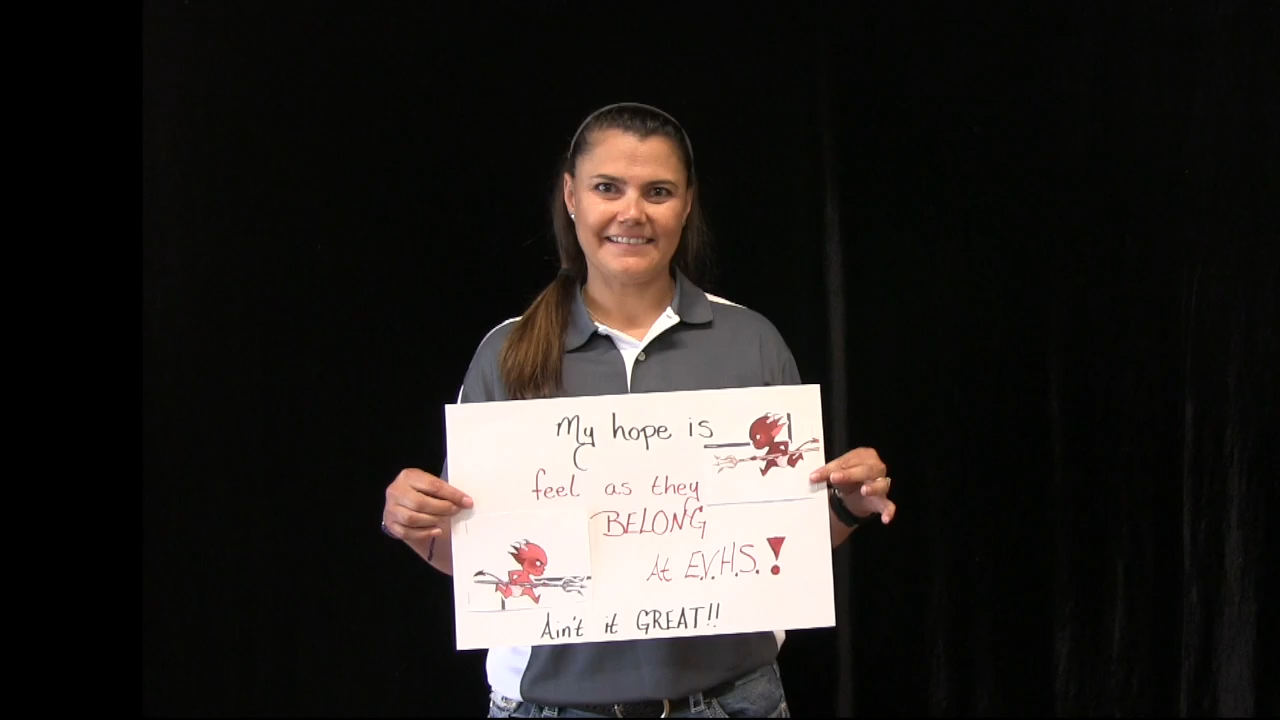 My hope is
feel as they
BELONG
At E.V.H.S.!
Ain't it GREAT!!